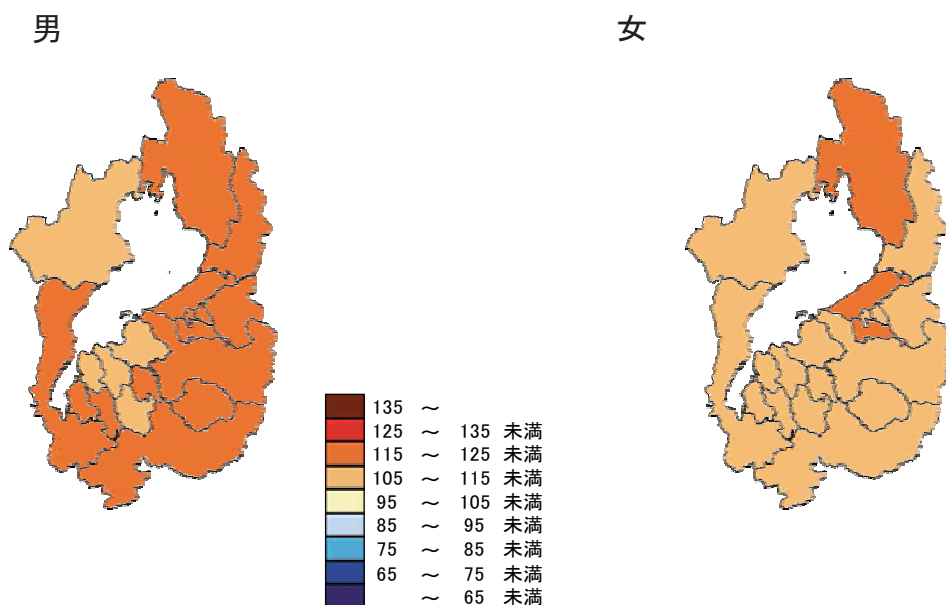 男
女
135 ～
125 ～ 135 未満
115 ～ 125 未満
105 ～ 115 未満
95 ～ 105 未満
85 ～ 95 未満
75 ～ 85 未満
65 ～ 75 未満
～ 65 未満